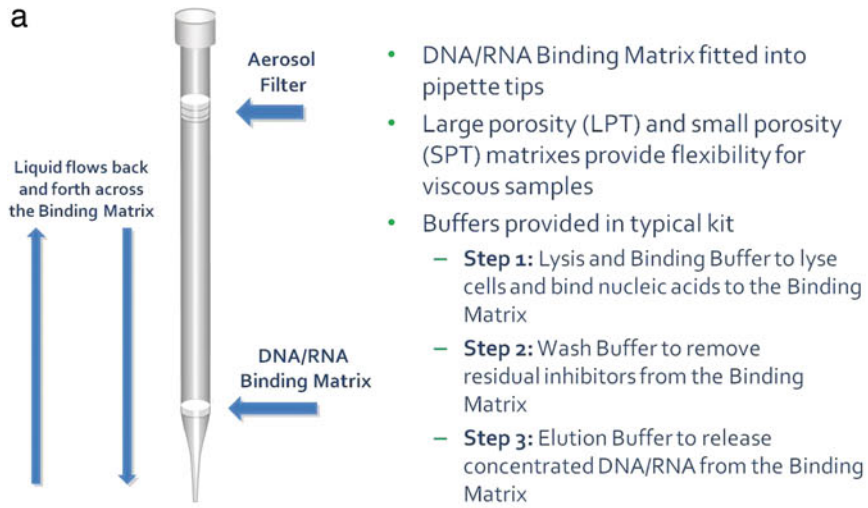 a
Aerosol
Filter
Liquid flows back
and forth across
the Binding Matrix
DNA/RNA
Binding Matrix
• DNA/RNA Binding Matrix fitted into
pipette tips
• Large porosity (LPT) and small porosity
(SPT) matrixes provide flexibility for
viscous samples
• Buffers provided in typical kit
– Step 1: Lysis and Binding Buffer to lyse
cells and bind nucleic acids to the Binding
Matrix
– Step 2: Wash Buffer to remove
residual inhibitors from the Binding
Matrix
– Step 3: Elution Buffer to release
concentrated DNA/RNA from the Binding
Matrix